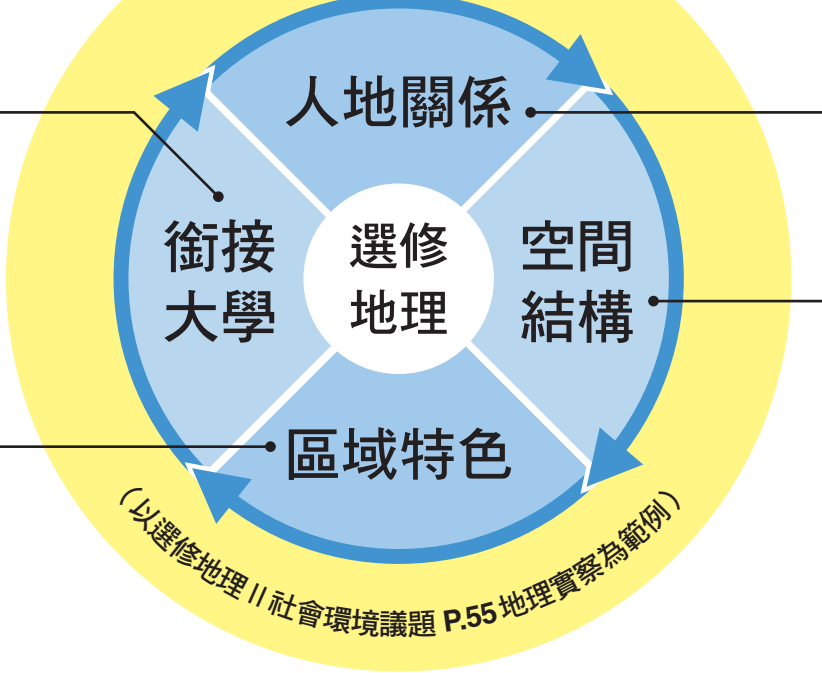 人地關係
銜接
大學
選修
地理
空間
結構
區域特色
（以選修地理 II 社會環境議題 P.55 地理實察為範例）